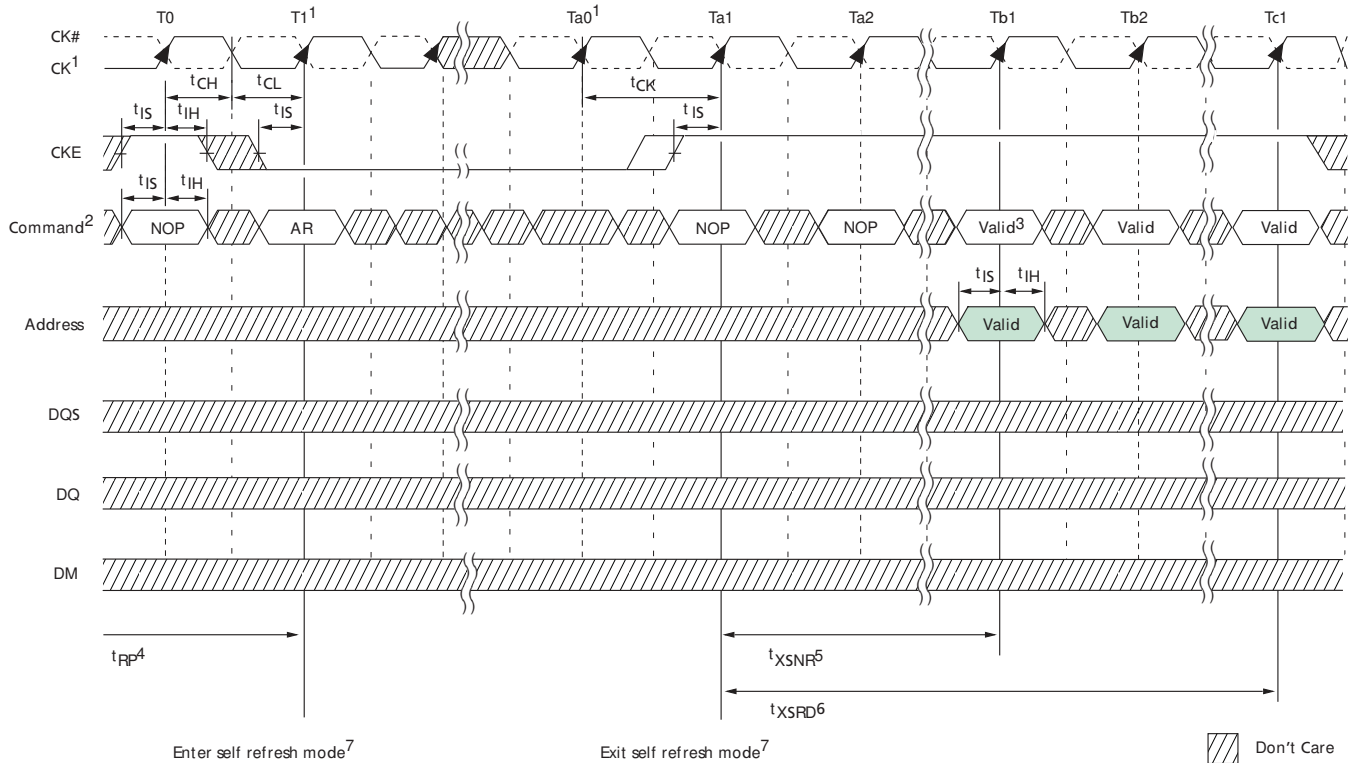 T0 T1¹ Ta0¹ Ta1 Ta2 Tb1 Tb2 Tc1
CK#
CK¹
tCH tCL tCK
tIS tIH tIS tIS
CKE
tIS tIH
Command² NOP AR NOP NOP Valid³ Valid Valid
tIS tIH
Address Valid Valid Valid
DQS
DQ
DM
tRP⁴ tXSNR⁵
tXSRD⁶
Enter self refresh mode⁷ Exit self refresh mode⁷ Don't Care